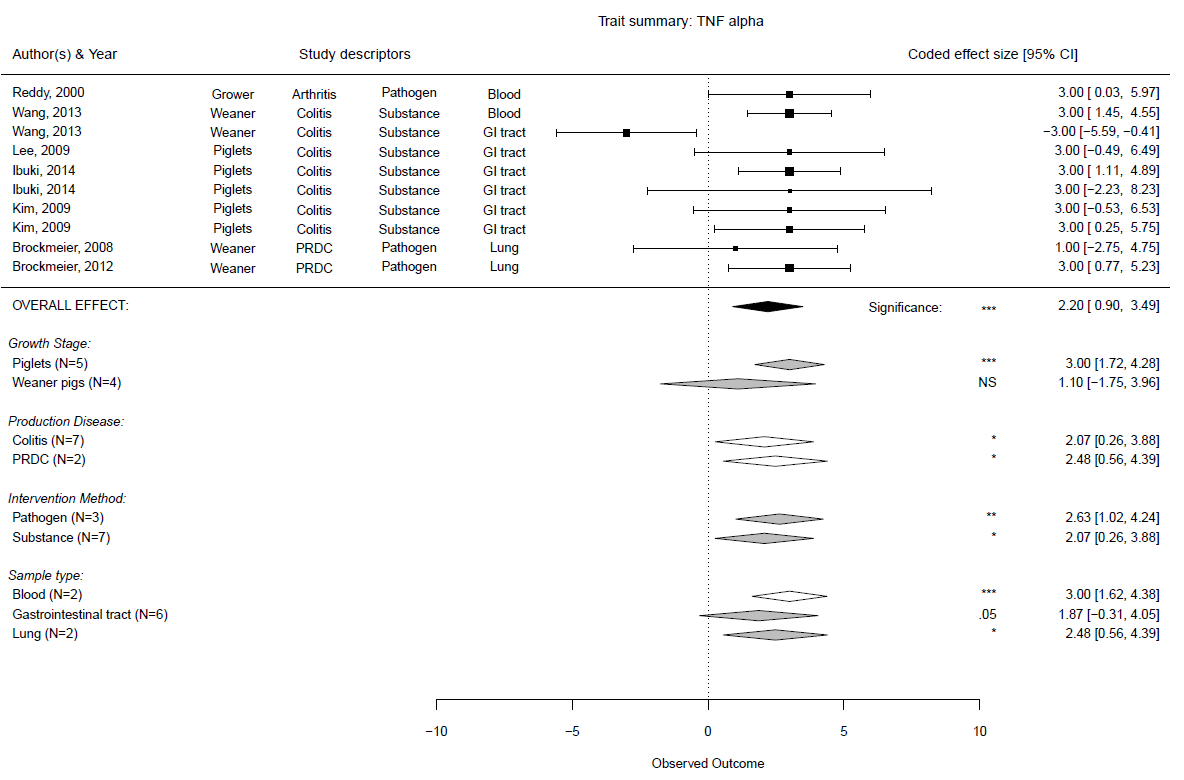 Trait summary: TNF alpha
Author(s) & Year Study descriptors Coded effect size [95% CI]
Reddy, 2000 Grower Arthritis Pathogen Blood 3.00 [ 0.03, 5.97]
Wang, 2013 Weaner Colitis Substance Blood 3.00 [ 1.45, 4.55]
Wang, 2013 Weaner Colitis Substance GI tract −3.00 [−5.59, −0.41]
Lee, 2009 Piglets Colitis Substance GI tract 3.00 [−0.49, 6.49]
Ibuki, 2014 Piglets Colitis Substance GI tract 3.00 [ 1.11, 4.89]
Ibuki, 2014 Piglets Colitis Substance GI tract 3.00 [−2.23, 8.23]
Kim, 2009 Piglets Colitis Substance GI tract 3.00 [−0.53, 6.53]
Kim, 2009 Piglets Colitis Substance GI tract 3.00 [ 0.25, 5.75]
Brockmeier, 2008 Weaner PRDC Pathogen Lung 1.00 [−2.75, 4.75]
Brockmeier, 2012 Weaner PRDC Pathogen Lung 3.00 [ 0.77, 5.23]
OVERALL EFFECT: Significance: *** 2.20 [ 0.90, 3.49]
Growth Stage:
Piglets (N=5) *** 3.00 [1.72, 4.28]
Weaner pigs (N=4) NS 1.10 [−1.75, 3.96]
Production Disease:
Colitis (N=7) * 2.07 [0.26, 3.88]
PRDC (N=2) * 2.48 [0.56, 4.39]
Intervention Method:
Pathogen (N=3) ** 2.63 [1.02, 4.24]
Substance (N=7) * 2.07 [0.26, 3.88]
Sample type:
Blood (N=2) *** 3.00 [1.62, 4.38]
Gastrointestinal tract (N=6) .05 1.87 [−0.31, 4.05]
Lung (N=2) * 2.48 [0.56, 4.39]
−10 −5 0 5 10
Observed Outcome